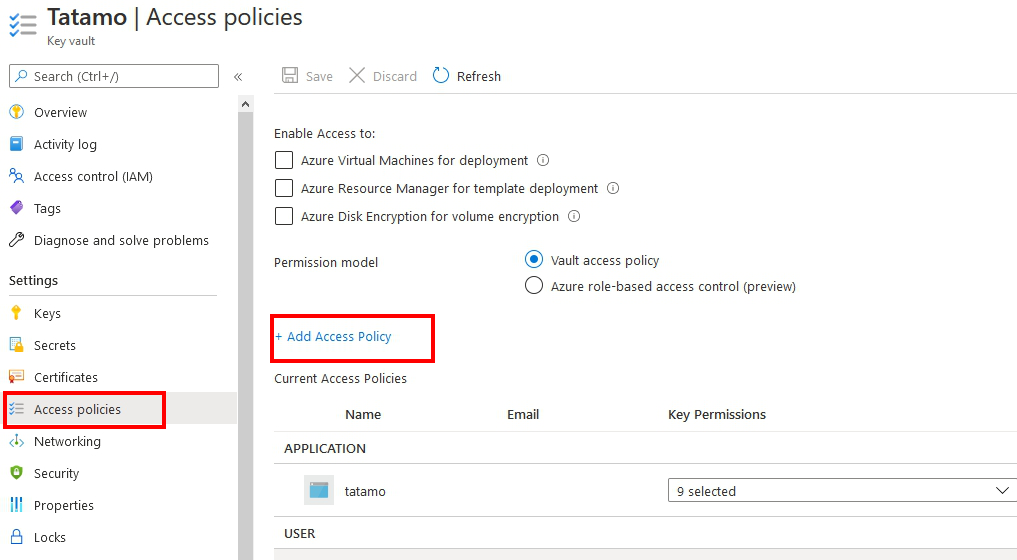 Tatamo | Access policies
Key vault
Search (Ctrl+/)
«
Overview
Activity log
Access control (IAM)
Tags
Diagnose and solve problems
Settings
Keys
Secrets
Certificates
Access policies
Networking
Security
Properties
Locks
Save Discard Refresh
Enable Access to:
Azure Virtual Machines for deployment
Azure Resource Manager for template deployment
Azure Disk Encryption for volume encryption
Permission model
Vault access policy
Azure role-based access control (preview)
+ Add Access Policy
Current Access Policies
Name Email Key Permissions
APPLICATION
tatamo 9 selected
USER